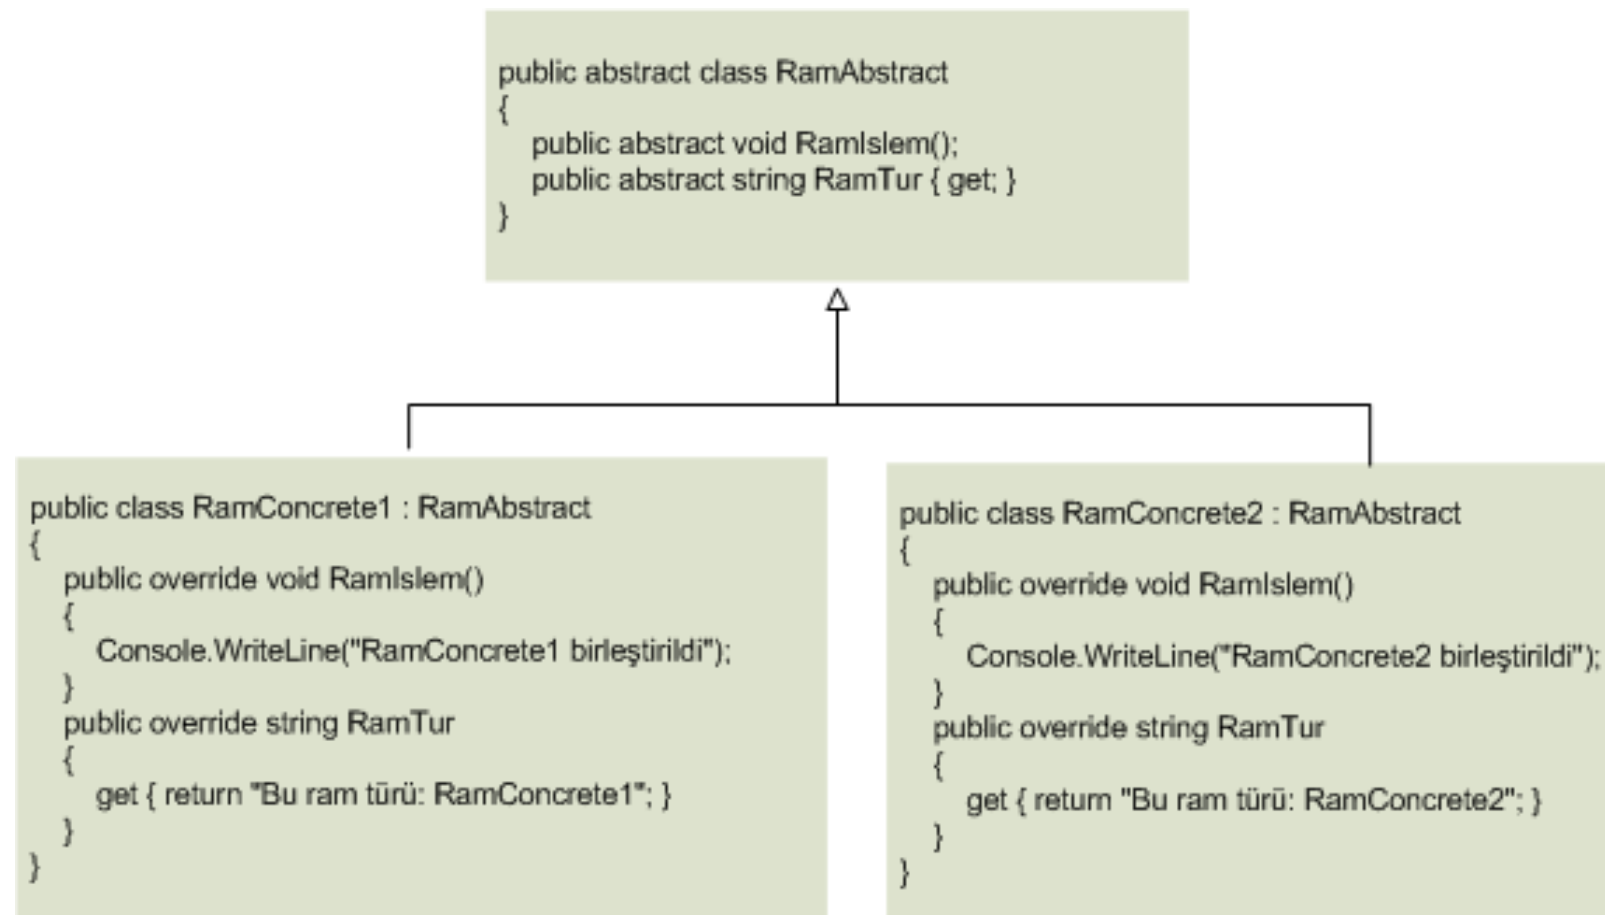 public abstract class RamAbstract
{
public abstract void RamIslem();
public abstract string RamTur { get; }
}
public class RamConcrete1 : RamAbstract
{
public override void RamIslem()
{
Console.WriteLine("RamConcrete1 birleştirildi");
}
public override string RamTur
{
get { return "Bu ram türü: RamConcrete1"; }
}
}
public class RamConcrete2 : RamAbstract
{
public override void RamIslem()
{
Console.WriteLine("RamConcrete2 birleştirildi");
}
public override string RamTur
{
get { return "Bu ram türü: RamConcrete2"; }
}
}